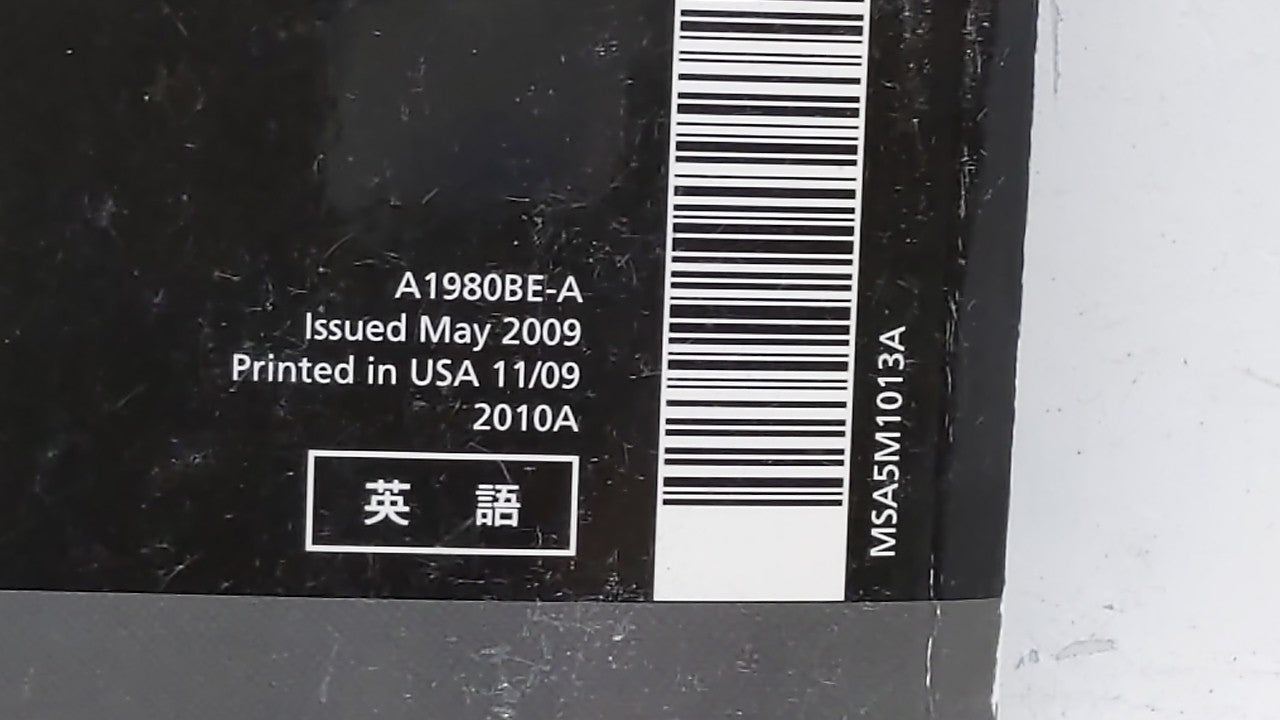 A1980BE-A
Issued May 2009
Printed in USA 11/09
2010A
英 語
MSA5M1013A